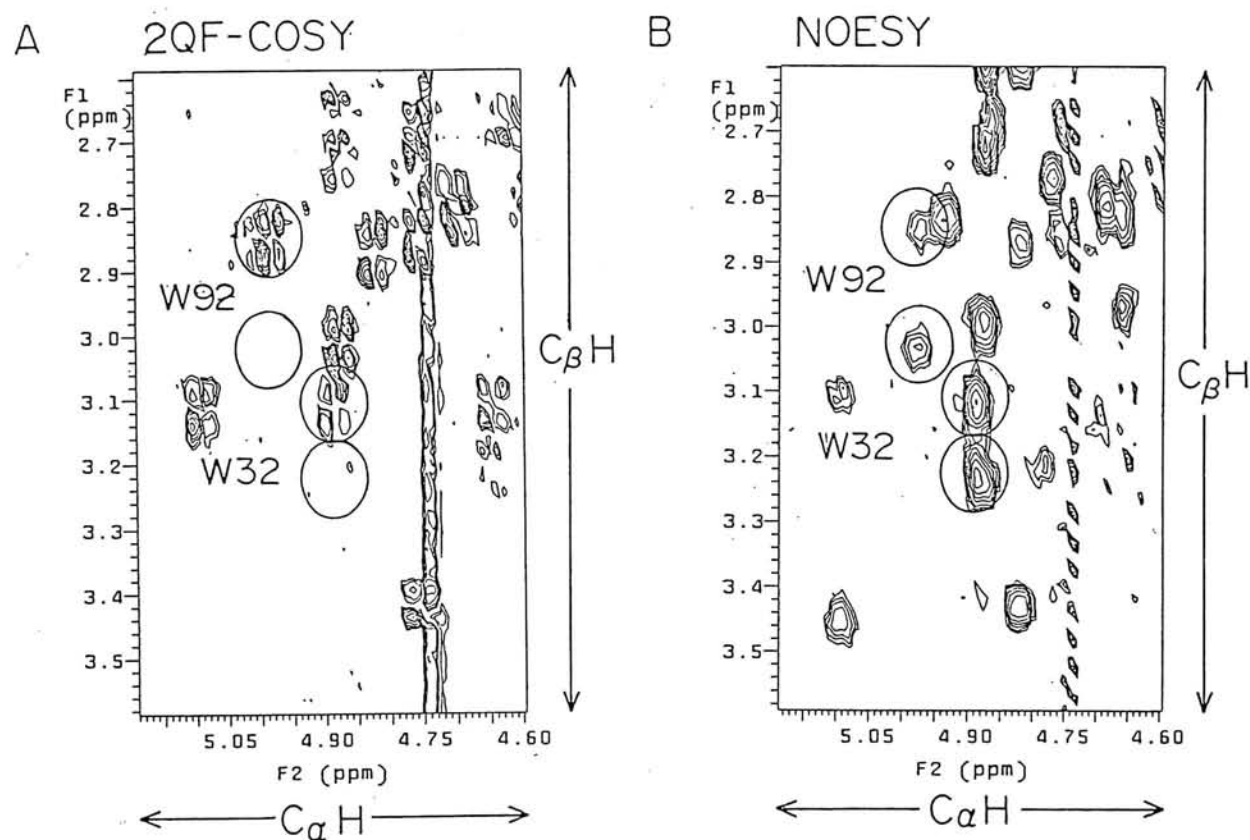 A 2QF-COSY
F1
(ppm)
2.7
2.8
2.9
3.0
3.1
3.2
3.3
3.4
3.5
W92
W32
CβH
5.05 4.90 4.75 4.60
F2 (ppm)
CαH
B NOESY
F1
(ppm)
2.7
2.8
2.9
3.0
3.1
3.2
3.3
3.4
3.5
W92
W32
CβH
5.05 4.90 4.75 4.60
F2 (ppm)
CαH